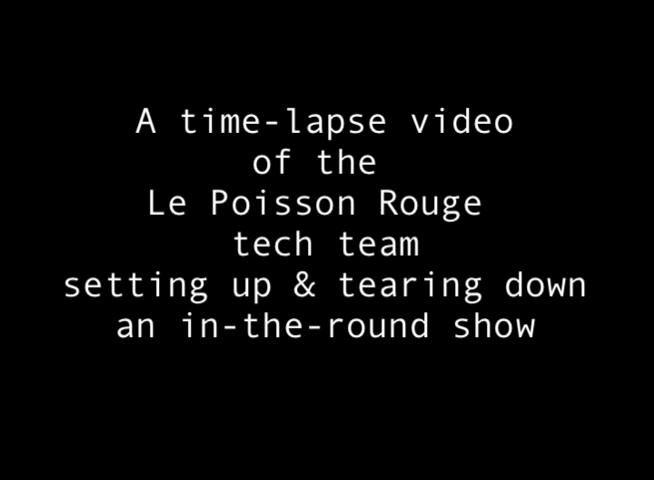 A time-lapse video
of the
Le Poisson Rouge
tech team
setting up & tearing down
an in-the-round show